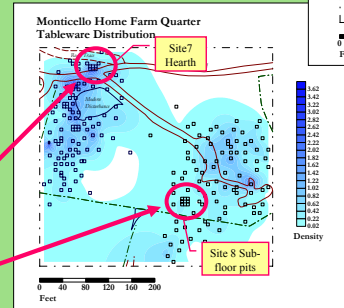 Monticello Home Farm Quarter
Tableware Distribution
Site7
Hearth
Modern
Disturbance
3.62
3.42
3.22
3.02
2.82
2.62
2.42
2.22
2.02
1.82
1.62
1.42
1.22
1.02
0.82
0.62
0.42
0.22
0.02
Density
Site 8 Sub-
floor pits
0 40 80 120 160 200
Feet
0
F